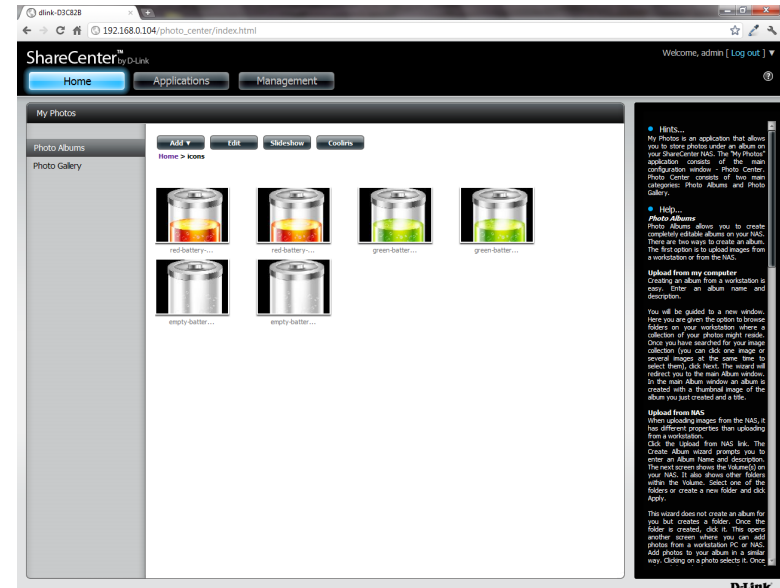 dlink-D3C82B
192.168.0.104/photo_center/index.html
ShareCenter™ by D-Link
Welcome, admin [ Log out ] ▼
Home
Applications
Management
My Photos
Photo Albums
Photo Gallery
Add ▼
Edit
Slideshow
Cooliris
Home > icons
red-battery-...
red-battery-...
green-batter...
green-batter...
empty-batter...
empty-batter...
Hints...
My Photos is an application that allows
you to store photos under an album on
your ShareCenter NAS. The "My Photos"
application consists of the main
configuration window - Photo Center.
Photo Center consists of two main
categories: Photo Albums and Photo
Gallery.
Help...
Photo Albums
Photo Albums allows you to create
completely editable albums on your NAS.
There are two ways to create an album.
The first option is to upload images from
a workstation or from the NAS.
Upload from my computer
Creating an album from a workstation is
easy. Enter an album name and
description.
You will be guided to a new window.
Here you are given the option to browse
folders on your workstation where a
collection of your photos might reside.
Once you have searched for your image
collection (you can click one image or
several images at the same time to
select them), click Next. The wizard will
redirect you to the main Album window.
In the main Album window an album is
created with a thumbnail image of the
album you just created and a title.
Upload from NAS
When uploading images from the NAS, it
has different properties than uploading
from a workstation.
Click the Upload from NAS link. The
Create Album wizard prompts you to
enter an Album Name and description.
The next screen shows the Volume(s) on
your NAS. It also shows other folders
within the Volume. Select one of the
folders or create a new folder and click
Apply.
This wizard does not create an album for
you but creates a folder. Once the
folder is created, click it. This opens
another screen where you can add
photos from a workstation PC or NAS.
Add photos to your album in a similar
way. Clicking on a photo selects it. Once
D-Link